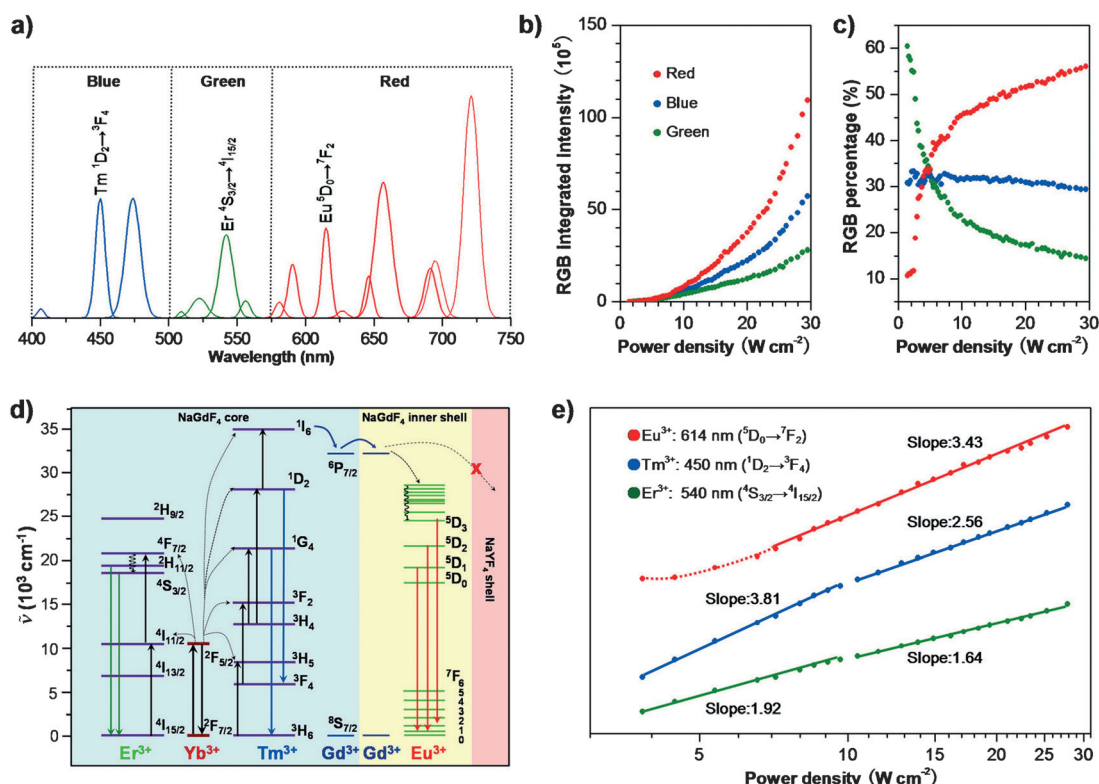 a)
Blue
Green
Red
Tm ¹D₂→³F₄
Er ⁴S₃/₂→⁴I₁₅/₂
Eu ⁵D₀→⁷F₂
400 450 500 550 600 650 700 750
Wavelength (nm)
b)
RGB Integrated Intensity (10⁵)
150
100
50
0
Red
Blue
Green
0 10 20 30
Power density (W cm⁻²)
c)
RGB percentage (%)
60
50
40
30
20
10
0 10 20 30
Power density (W cm⁻²)
d)
NaGdF₄ core
NaGdF₄ inner shell
NaYF₄ shell
ṽ (10³ cm⁻¹)
35
30
25
20
15
10
5
0
²H₉/₂
⁴F₇/₂
²H₁₁/₂
⁴S₃/₂
⁴I₁₁/₂
⁴I₁₃/₂
⁴I₁₅/₂
²F₅/₂
²F₇/₂
¹I₆
¹D₂
¹G₄
³F₂
³H₄
³H₅
³F₄
³H₆
⁶P₇/₂
⁸S₇/₂
X
⁵D₃
⁵D₂
⁵D₁
⁵D₀
⁷F₆
5
4
3
2
1
0
Er³⁺ Yb³⁺ Tm³⁺ Gd³⁺ Gd³⁺ Eu³⁺
e)
Eu³⁺: 614 nm (⁵D₀→⁷F₂)
Tm³⁺: 450 nm (¹D₂→³F₄)
Er³⁺: 540 nm (⁴S₃/₂→⁴I₁₅/₂)
Slope:3.43
Slope:2.56
Slope:3.81
Slope:1.64
Slope:1.92
5 10 15 20 25 30
Power density (W cm⁻²)